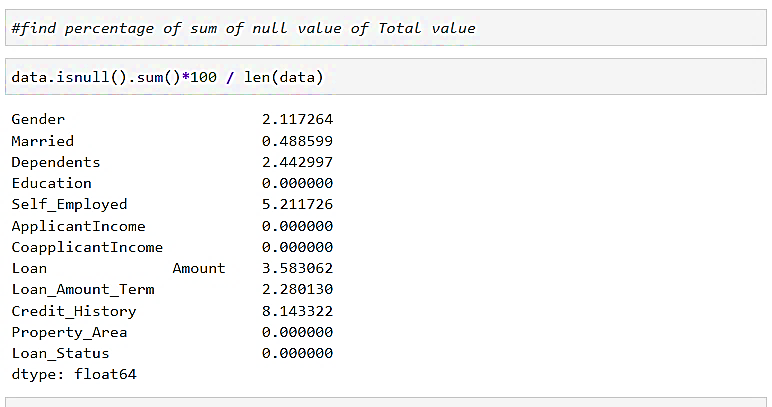 #find percentage of sum of null value of Total value
data.isnull().sum()*100 / len(data)
Gender 2.117264
Married 0.488599
Dependents 2.442997
Education 0.000000
Self_Employed 5.211726
ApplicantIncome 0.000000
CoapplicantIncome 0.000000
Loan Amount 3.583062
Loan_Amount_Term 2.280130
Credit_History 8.143322
Property_Area 0.000000
Loan_Status 0.000000
dtype: float64